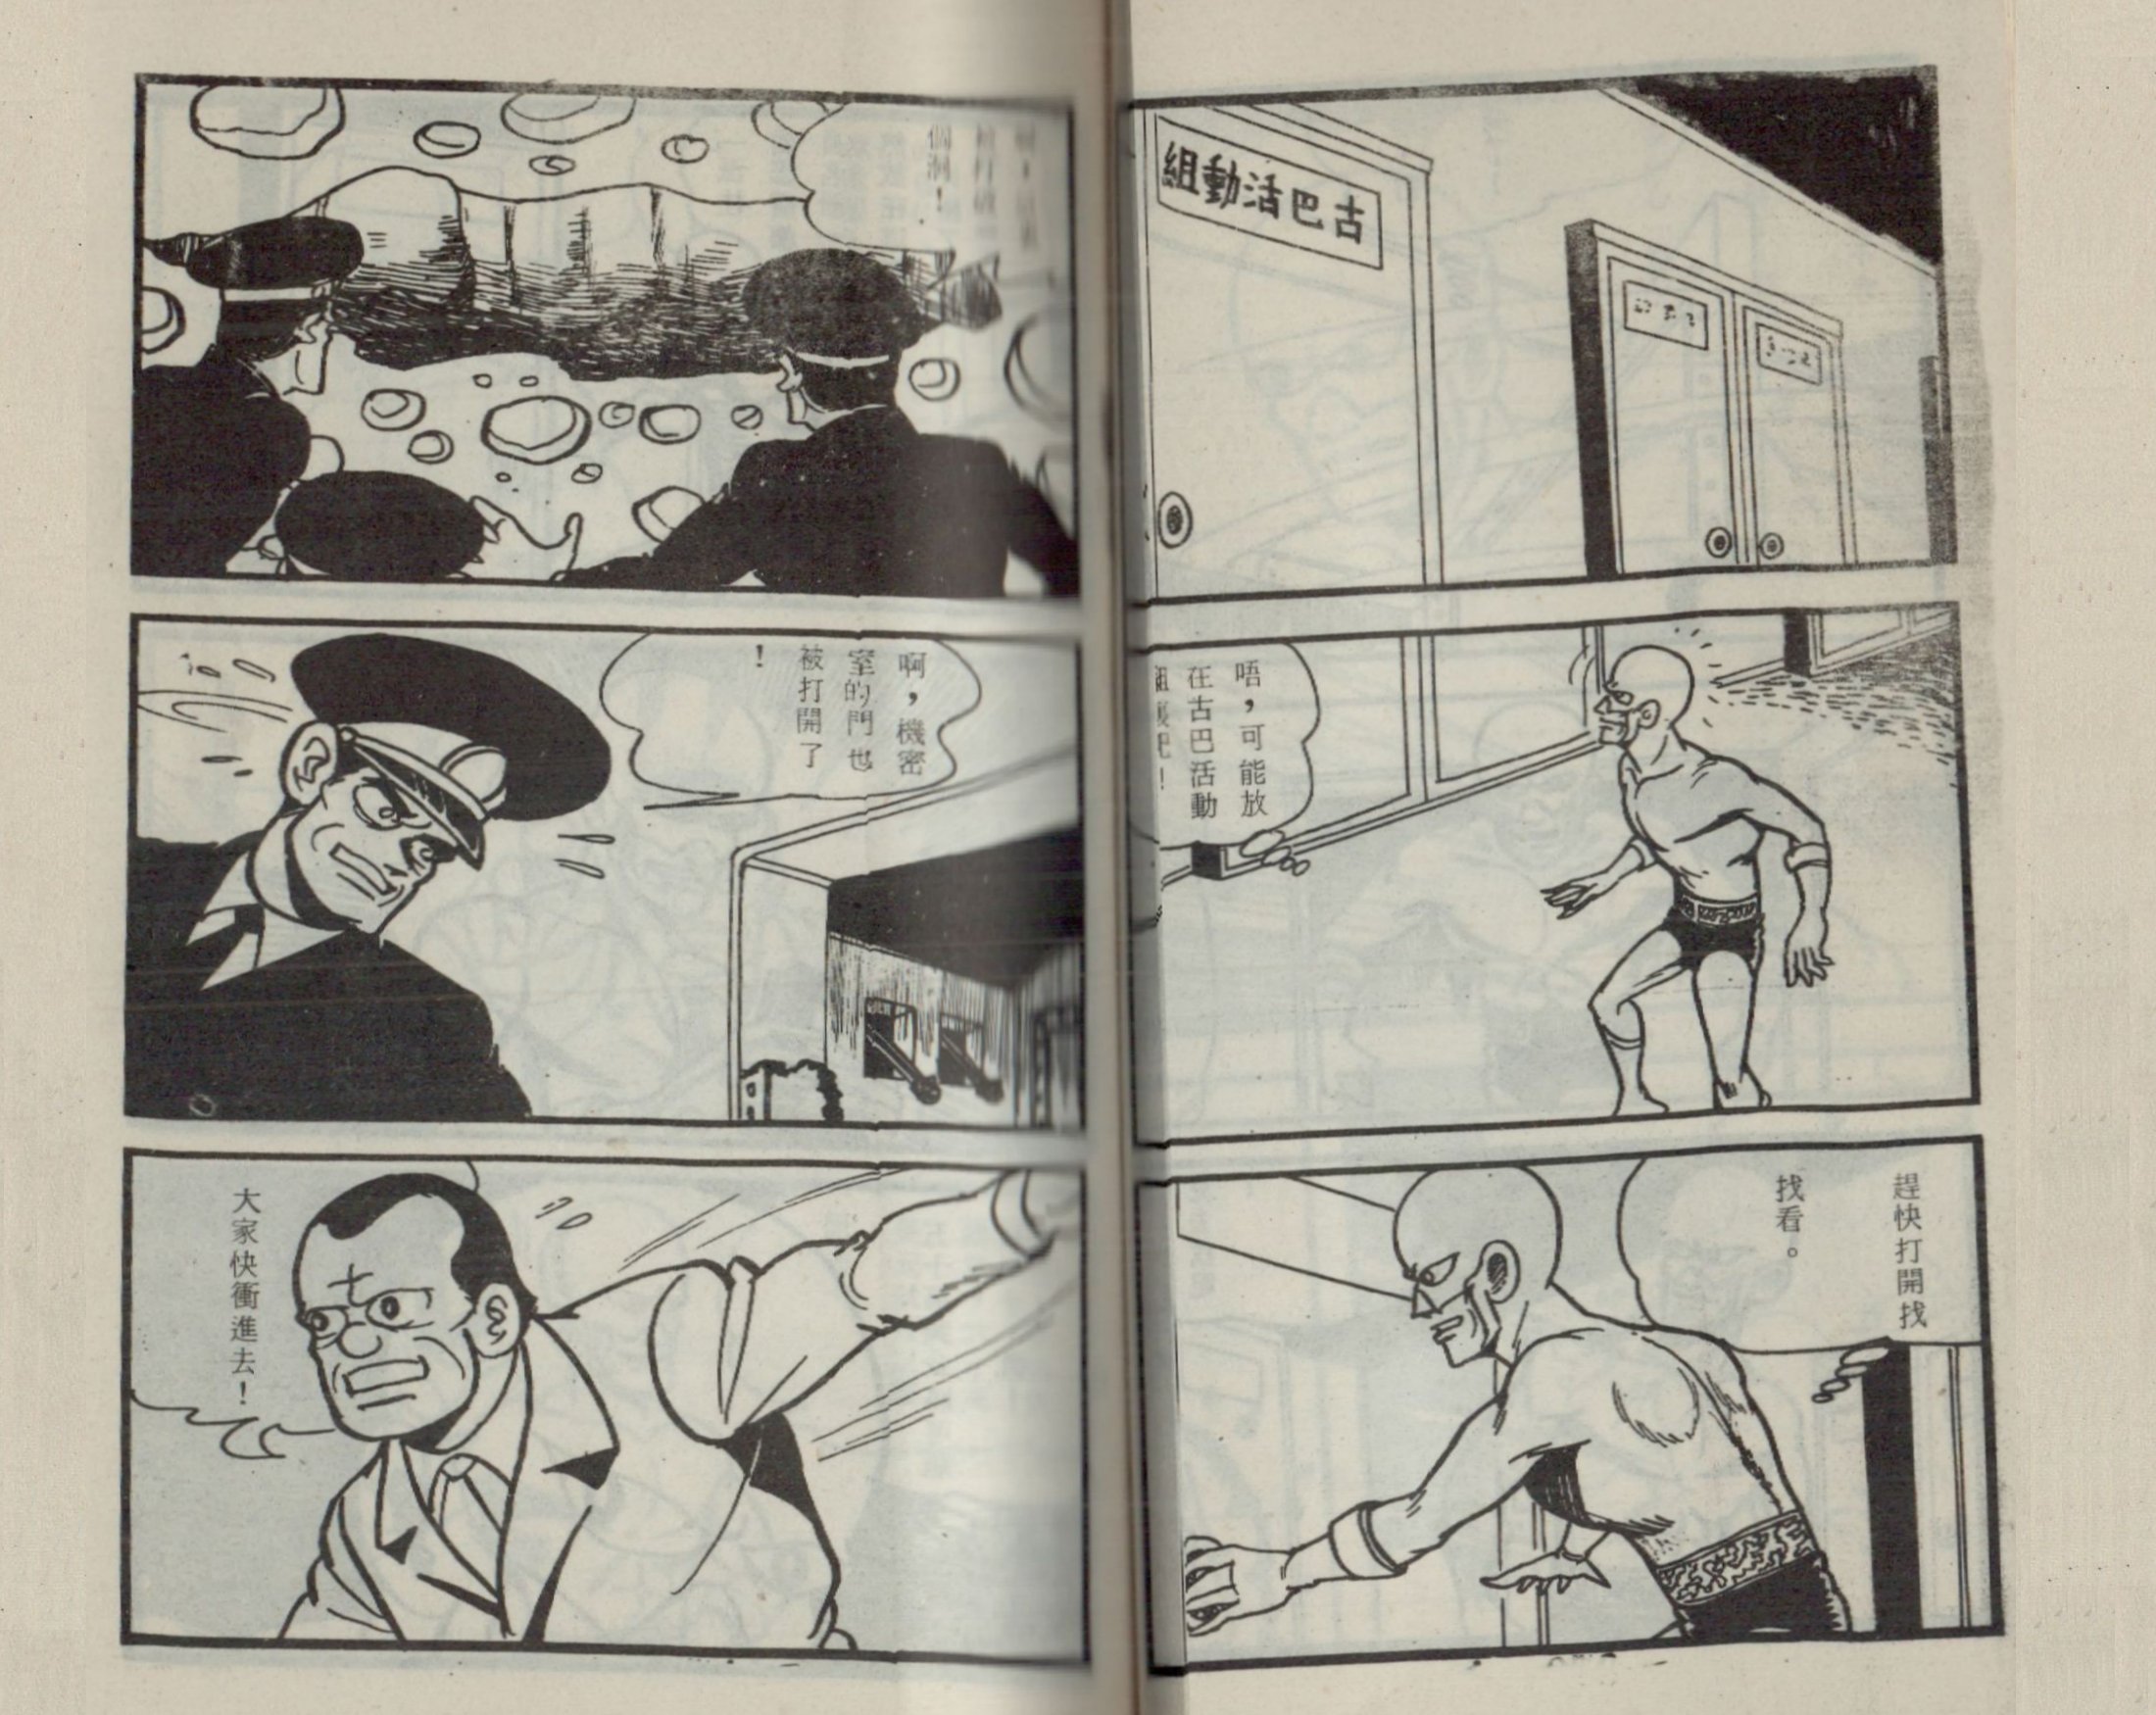 古巴活動組
唔，可能放
在古巴活動
組裏吧！
趕快打開找
找看。
個洞！
啊，機密
室的門也
被打開了
！
大家快衝進去！